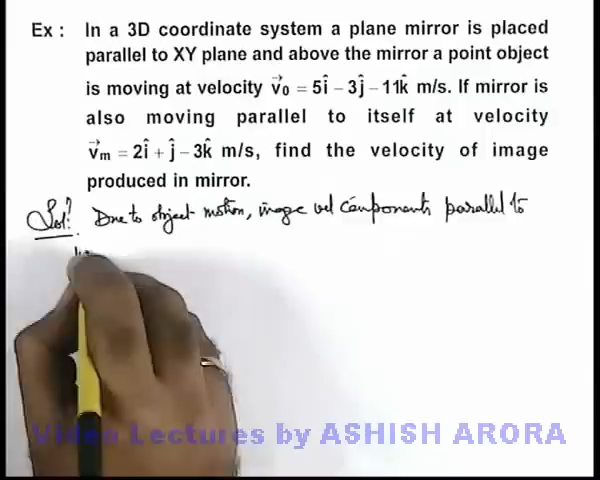 Ex : In a 3D coordinate system a plane mirror is placed
parallel to XY plane and above the mirror a point object
is moving at velocity v⃗₀ = 5î − 3ĵ − 11k̂ m/s. If mirror is
also moving parallel to itself at velocity
v⃗ₘ = 2î + ĵ − 3k̂ m/s, find the velocity of image
produced in mirror.
Sol? Due to object motion, image vel components parallel to
Video Lectures by ASHISH ARORA